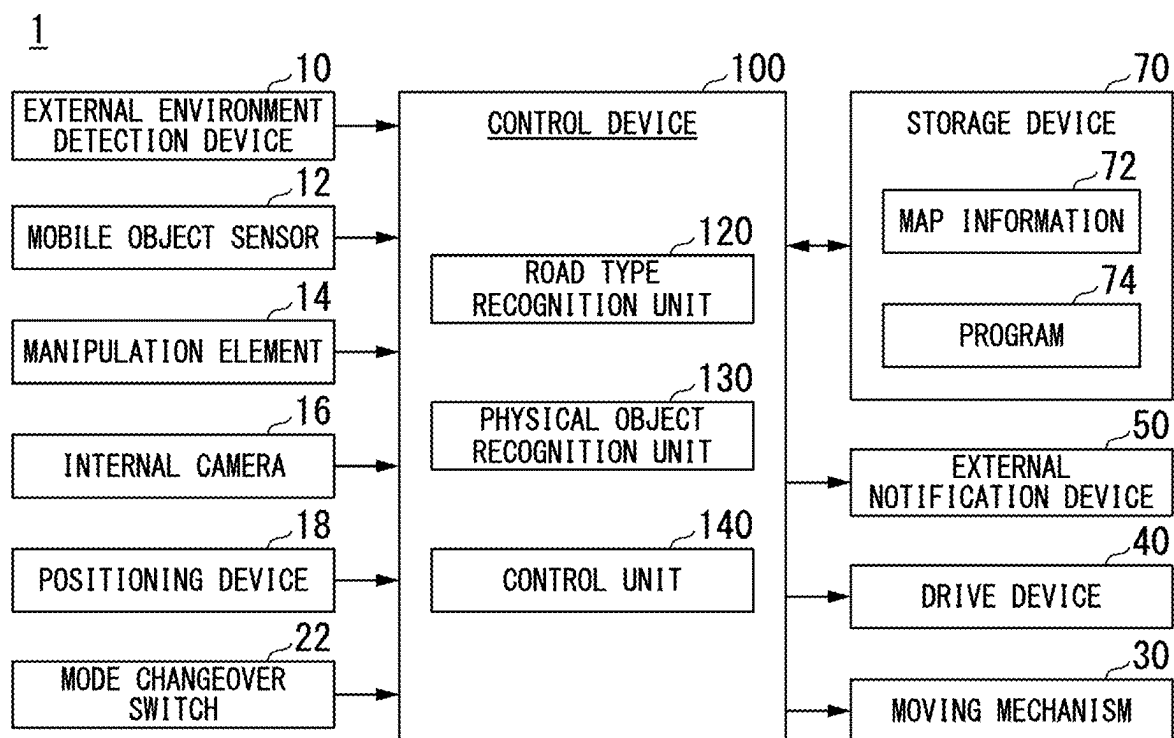 1
10
EXTERNAL ENVIRONMENT
DETECTION DEVICE
12
MOBILE OBJECT SENSOR
14
MANIPULATION ELEMENT
16
INTERNAL CAMERA
18
POSITIONING DEVICE
22
MODE CHANGEOVER
SWITCH
100
CONTROL DEVICE
120
ROAD TYPE
RECOGNITION UNIT
130
PHYSICAL OBJECT
RECOGNITION UNIT
140
CONTROL UNIT
70
STORAGE DEVICE
72
MAP INFORMATION
74
PROGRAM
50
EXTERNAL
NOTIFICATION DEVICE
40
DRIVE DEVICE
30
MOVING MECHANISM